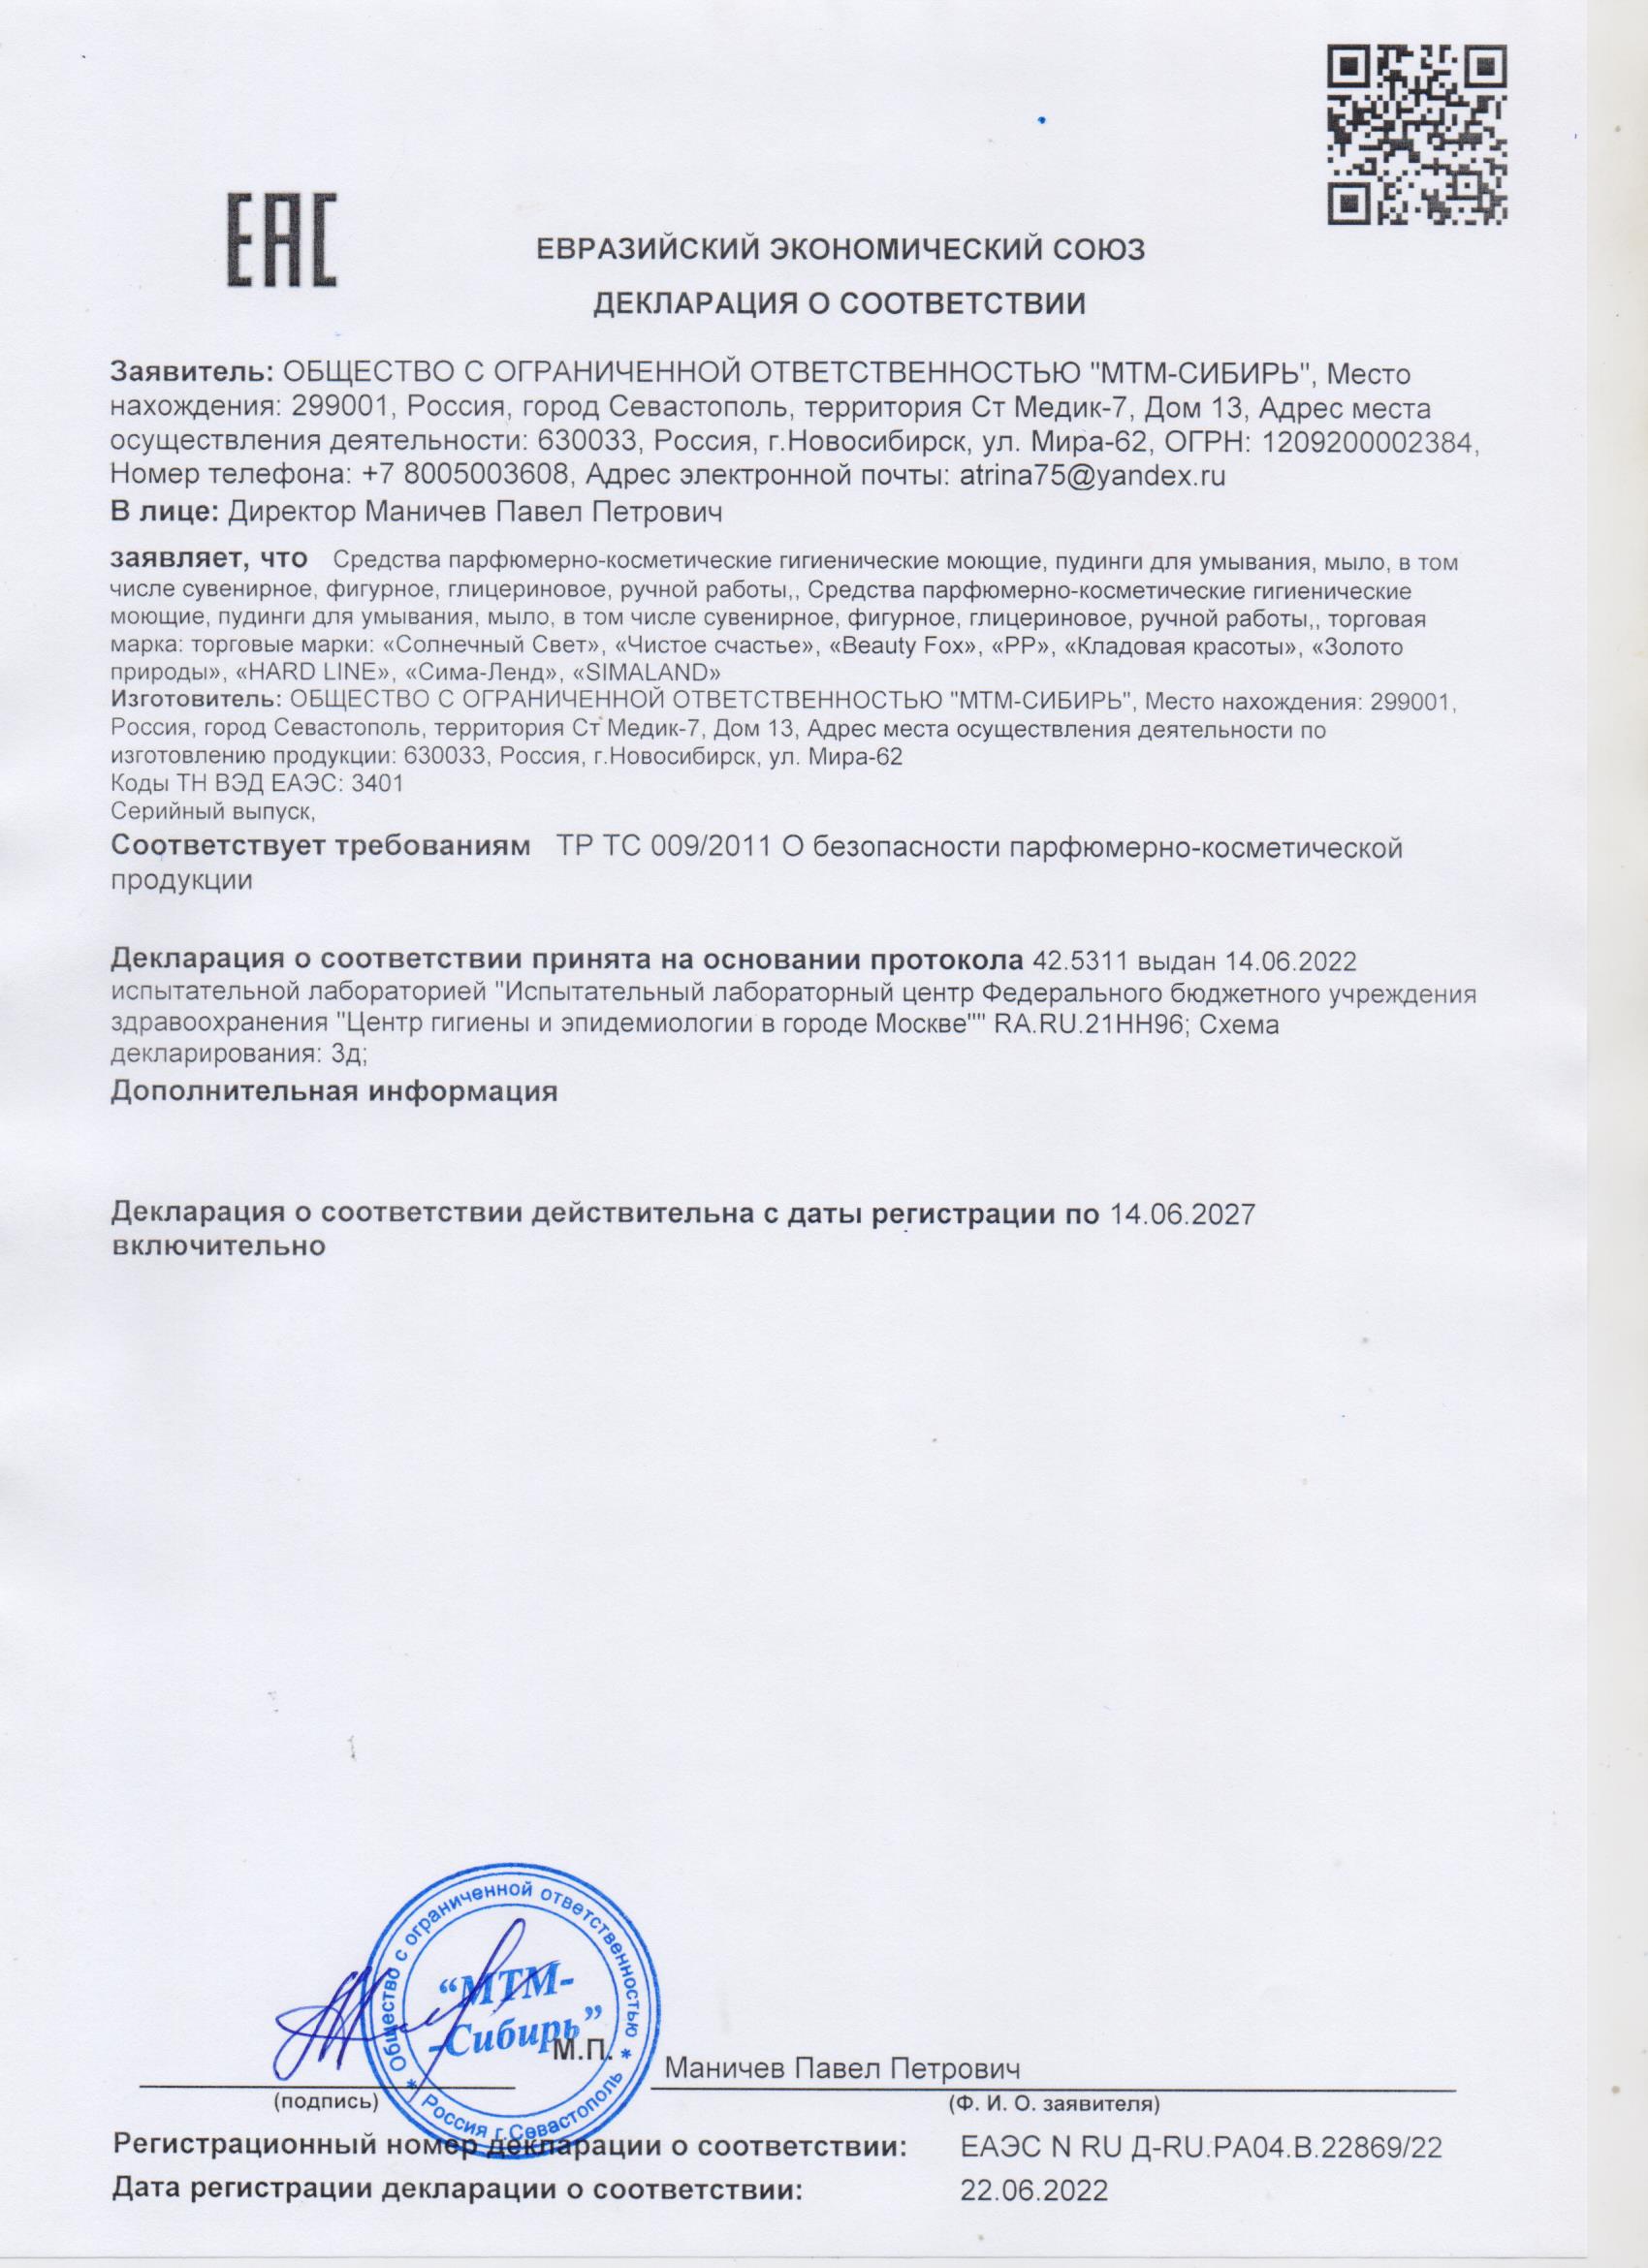 ЕАС
ЕВРАЗИЙСКИЙ ЭКОНОМИЧЕСКИЙ СОЮЗ
ДЕКЛАРАЦИЯ О СООТВЕТСТВИИ
Заявитель: ОБЩЕСТВО С ОГРАНИЧЕННОЙ ОТВЕТСТВЕННОСТЬЮ "МТМ-СИБИРЬ", Место
нахождения: 299001, Россия, город Севастополь, территория Ст Медик-7, Дом 13, Адрес места
осуществления деятельности: 630033, Россия, г.Новосибирск, ул. Мира-62, ОГРН: 1209200002384,
Номер телефона: +7 8005003608, Адрес электронной почты: atrina75@yandex.ru
В лице: Директор Маничев Павел Петрович
заявляет, что Средства парфюмерно-косметические гигиенические моющие, пудинги для умывания, мыло, в том
числе сувенирное, фигурное, глицериновое, ручной работы,, Средства парфюмерно-косметические гигиенические
моющие, пудинги для умывания, мыло, в том числе сувенирное, фигурное, глицериновое, ручной работы,, торговая
марка: торговые марки: «Солнечный Свет», «Чистое счастье», «Beauty Fox», «PP», «Кладовая красоты», «Золото
природы», «HARD LINE», «Сима-Ленд», «SIMALAND»
Изготовитель: ОБЩЕСТВО С ОГРАНИЧЕННОЙ ОТВЕТСТВЕННОСТЬЮ "МТМ-СИБИРЬ", Место нахождения: 299001,
Россия, город Севастополь, территория Ст Медик-7, Дом 13, Адрес места осуществления деятельности по
изготовлению продукции: 630033, Россия, г.Новосибирск, ул. Мира-62
Коды ТН ВЭД ЕАЭС: 3401
Серийный выпуск,
Соответствует требованиям ТР ТС 009/2011 О безопасности парфюмерно-косметической
продукции
Декларация о соответствии принята на основании протокола 42.5311 выдан 14.06.2022
испытательной лабораторией "Испытательный лабораторный центр Федерального бюджетного учреждения
здравоохранения "Центр гигиены и эпидемиологии в городе Москве"" RA.RU.21НН96; Схема
декларирования: 3д;
Дополнительная информация
Декларация о соответствии действительна с даты регистрации по 14.06.2027
включительно
Общество с ограниченной ответственностью
“МТМ-
-Сибирь”
* Россия г.Севастополь *
М.П.
Маничев Павел Петрович
(подпись)
(Ф. И. О. заявителя)
Регистрационный номер декларации о соответствии: ЕАЭС N RU Д-RU.РА04.В.22869/22
Дата регистрации декларации о соответствии: 22.06.2022